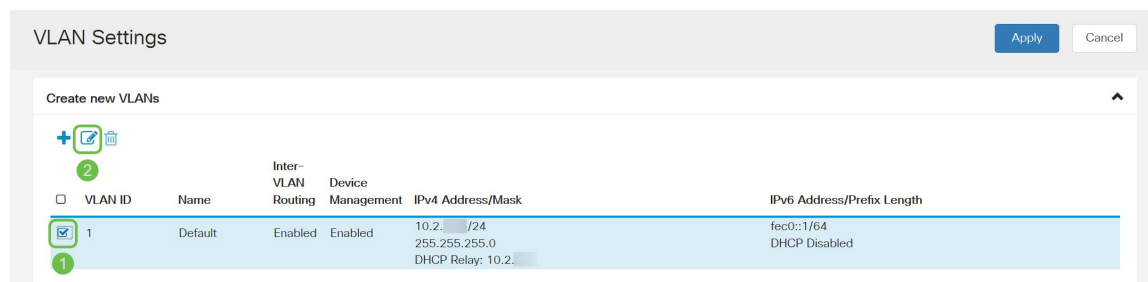 VLAN Settings
Apply
Cancel
Create new VLANs
2
Inter-
VLAN Device
VLAN ID Name Routing Management IPv4 Address/Mask IPv6 Address/Prefix Length
1 Default Enabled Enabled 10.2. /24 fec0::1/64
255.255.255.0 DHCP Disabled
1 DHCP Relay: 10.2.